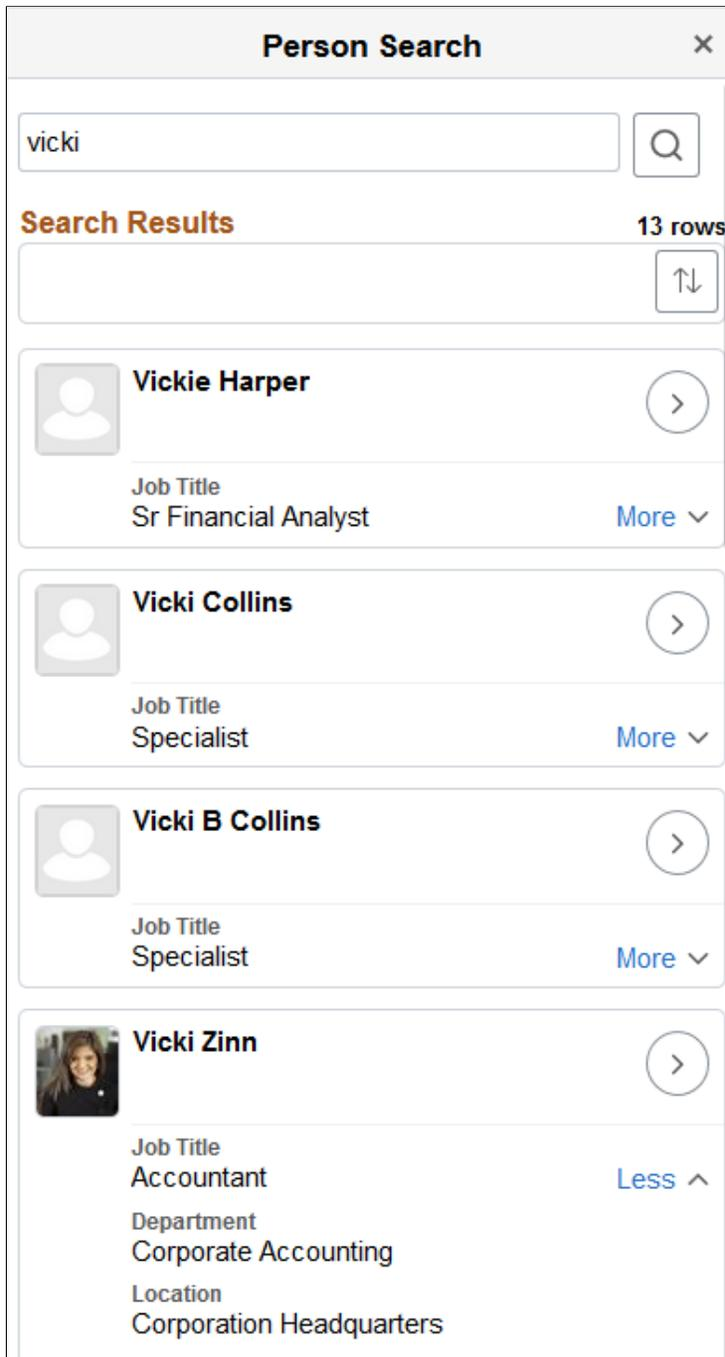 Person Search ×
vicki
Search Results 13 rows
Vickie Harper
Job Title
Sr Financial Analyst More
Vicki Collins
Job Title
Specialist More
Vicki B Collins
Job Title
Specialist More
Vicki Zinn
Job Title
Accountant Less
Department
Corporate Accounting
Location
Corporation Headquarters